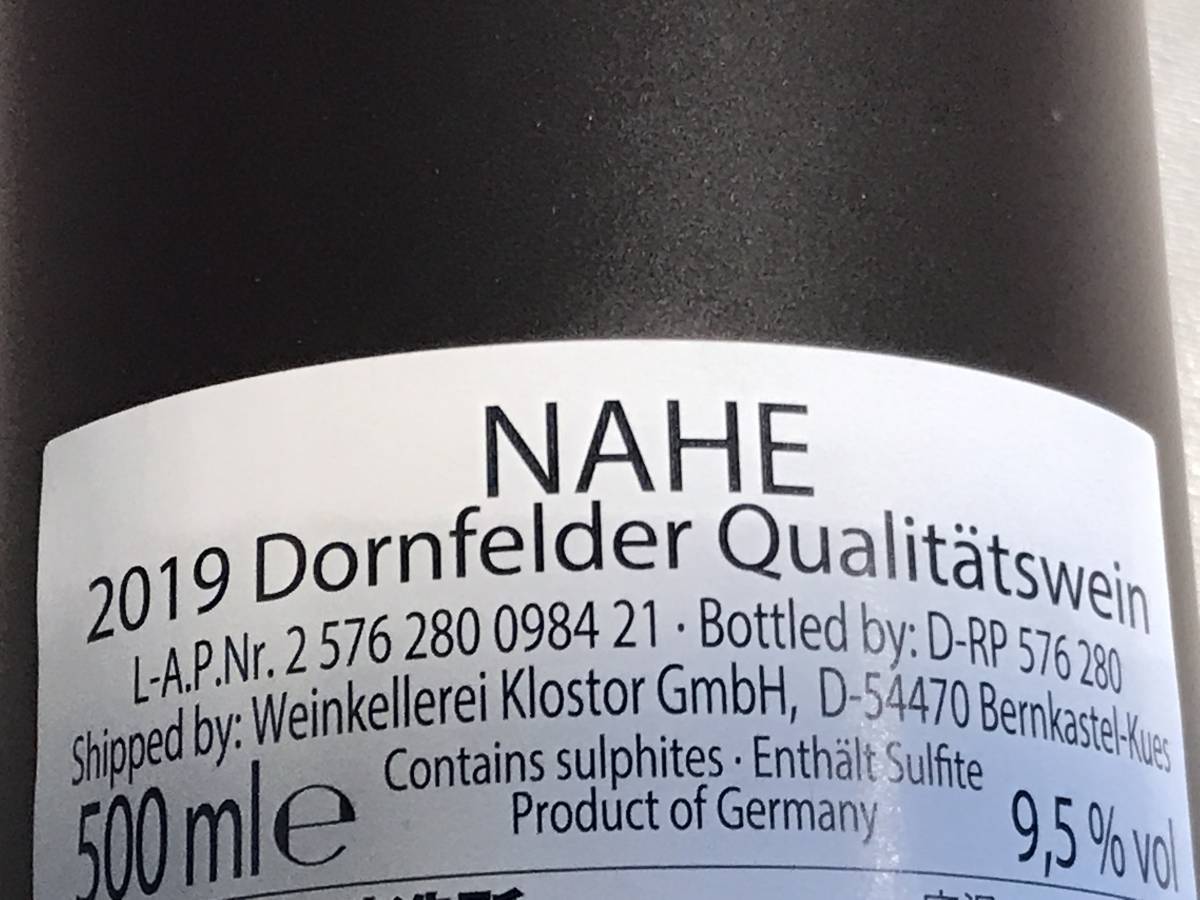 NAHE
2019 Dornfelder Qualitätswein
L-A.P.Nr. 2 576 280 0984 21 · Bottled by: D-RP 576 280
Shipped by: Weinkellerei Klostor GmbH, D-54470 Bernkastel-Kues
Contains sulphites · Enthält Sulfite
500 ml e Product of Germany 9,5 % vol